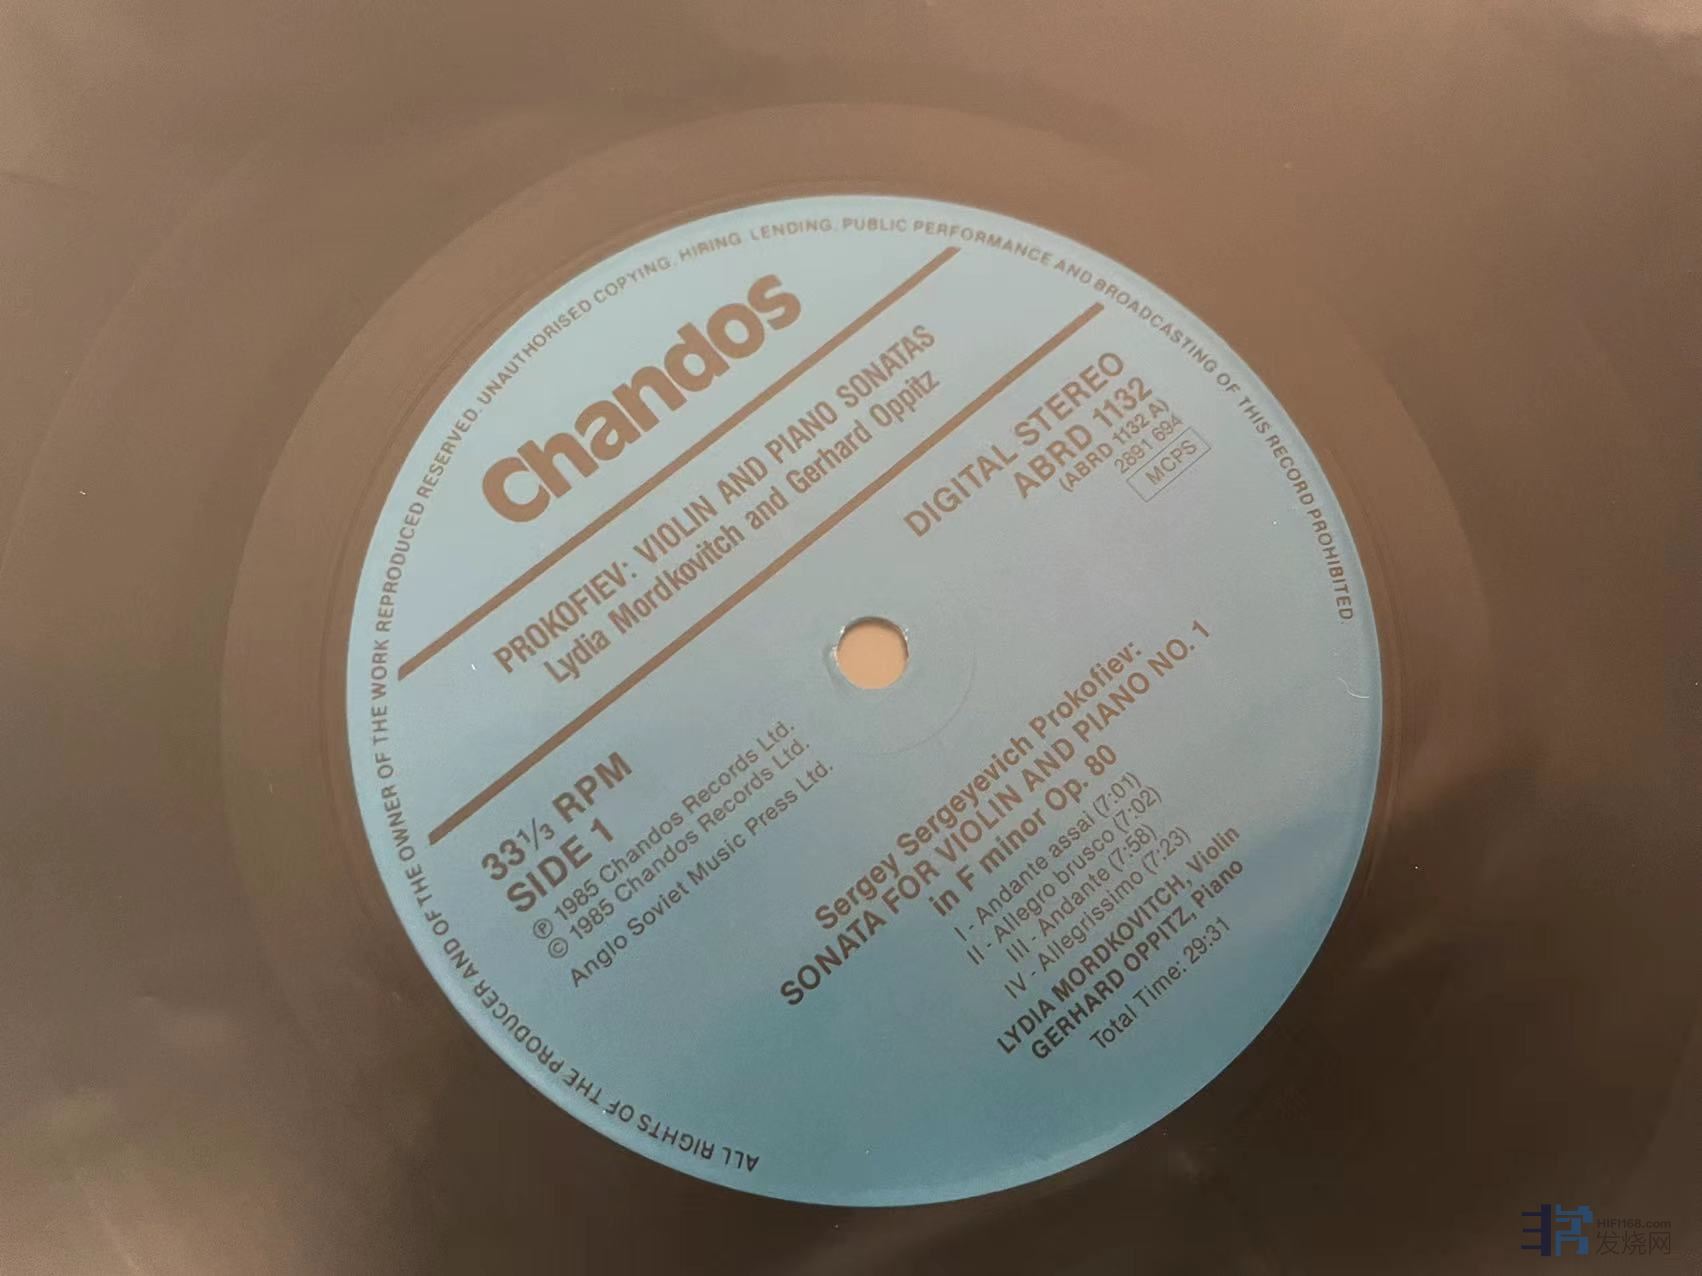 Chandos
PROKOFIEV: VIOLIN AND PIANO SONATAS
Lydia Mordkovitch and Gerhard Oppitz
DIGITAL STEREO
ABRD 1132
(ABRD 1132 A)
2891 694
MCPS
33⅓ RPM
SIDE 1
℗ 1985 Chandos Records Ltd.
© 1985 Chandos Records Ltd.
Anglo Soviet Music Press Ltd.
Sergey Sergeyevich Prokofiev:
SONATA FOR VIOLIN AND PIANO NO. 1
in F minor Op. 80
I - Andante assai (7:01)
II - Allegro brusco (7:02)
III - Andante (7:58)
IV - Allegrissimo (7:23)
LYDIA MORDKOVITCH, Violin
GERHARD OPPITZ, Piano
Total Time: 29:31
ALL RIGHTS OF THE PRODUCER AND OF THE OWNER OF THE WORK REPRODUCED RESERVED. UNAUTHORISED COPYING, HIRING, LENDING, PUBLIC PERFORMANCE AND BROADCASTING OF THIS RECORD PROHIBITED.
HIFI168.com
发烧网